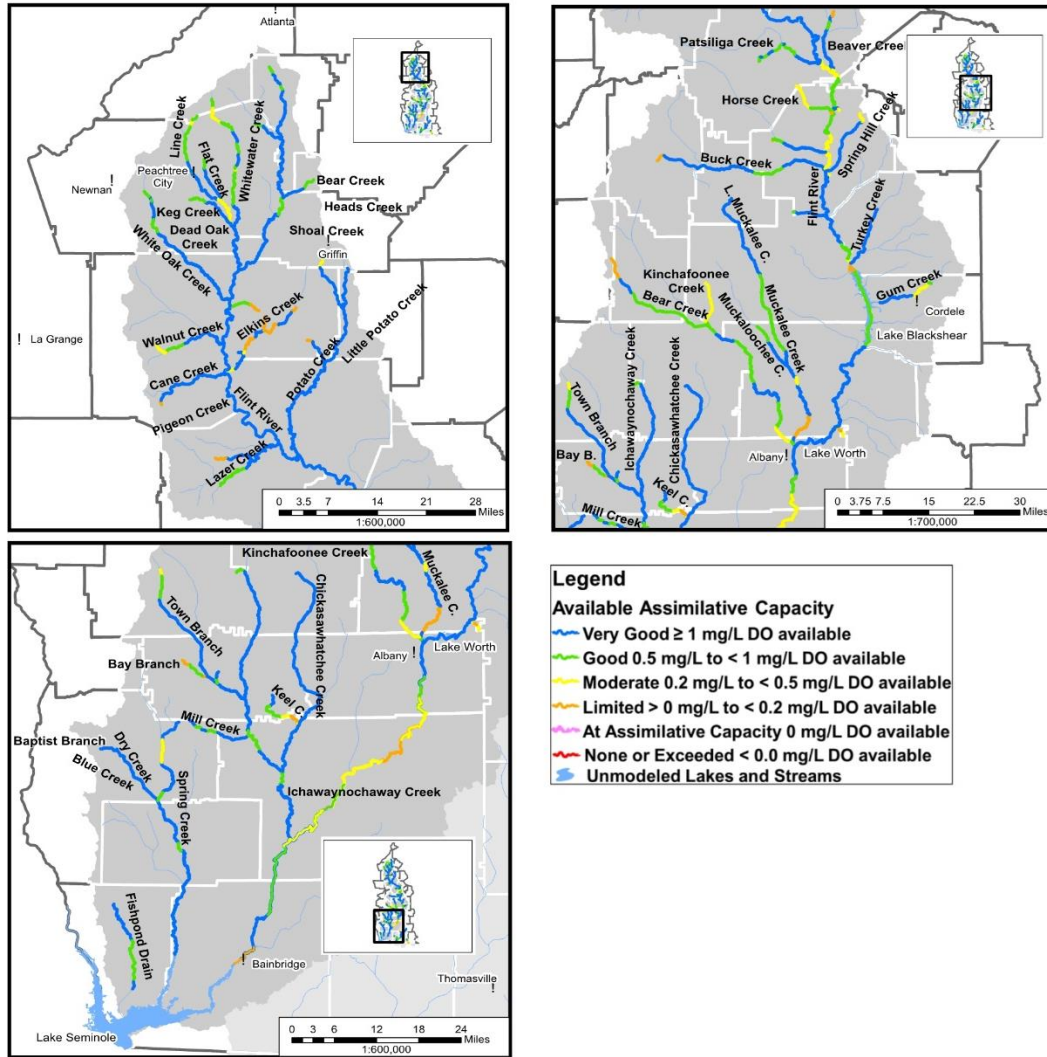 Atlanta
Line Creek
Flat Creek
Whitewater Creek
Peachtree
City
Newnan
Bear Creek
Keg Creek
Heads Creek
Dead Oak
Creek
Shoal Creek
Griffin
White Oak Creek
Elkins Creek
Little Potato Creek
Walnut Creek
La Grange
Cane Creek
Potato Creek
Pigeon Creek
Flint River
Lazer Creek
0 3.5 7 14 21 28
Miles
1:600,000
Patsiliga Creek
Beaver Cree
Horse Creek
Spring Hill Creek
Buck Creek
Flint River
L. Muckalee C.
Turkey Creek
Kinchafoonee
Creek
Gum Creek
Bear Creek
Muckalee Creek
Cordele
Muckaloochee C.
Lake Blackshear
Ichawaynochaway Creek
Chickasawhatchee Creek
Town Branch
Bay B.
Albany
Lake Worth
Keel C.
Mill Creek
0 3.75 7.5 15 22.5 30
Miles
1:700,000
Kinchafoonee Creek
Muckalee C.
Chickasawhatchee Creek
Town Branch
Lake Worth
Albany
Bay Branch
Keel C.
Mill Creek
Baptist Branch
Dry Creek
Blue Creek
Spring Creek
Ichawaynochaway Creek
Fishpond Drain
Bainbridge
Thomasville
Lake Seminole
0 3 6 12 18 24
Miles
1:600,000
Legend
Available Assimilative Capacity
Very Good ≥ 1 mg/L DO available
Good 0.5 mg/L to < 1 mg/L DO available
Moderate 0.2 mg/L to < 0.5 mg/L DO available
Limited > 0 mg/L to < 0.2 mg/L DO available
At Assimilative Capacity 0 mg/L DO available
None or Exceeded < 0.0 mg/L DO available
Unmodeled Lakes and Streams